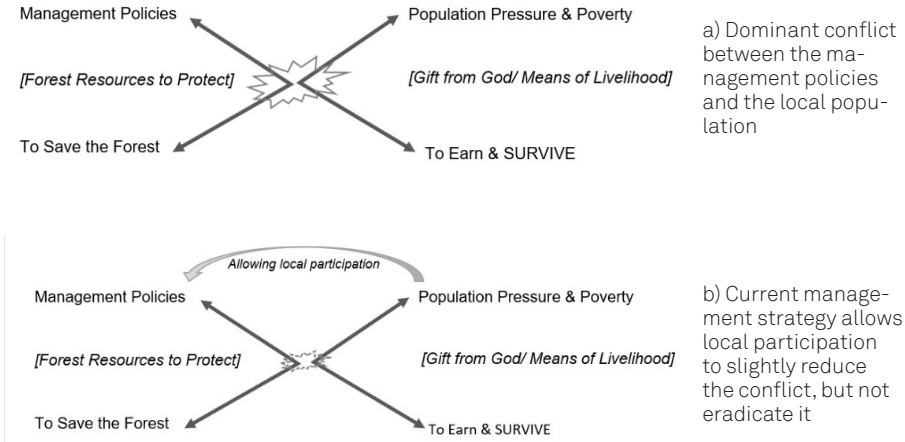 Management Policies
Population Pressure & Poverty
[Forest Resources to Protect]
[Gift from God/ Means of Livelihood]
To Save the Forest
To Earn & SURVIVE
a) Dominant conflict
between the ma-
nagement policies
and the local popu-
lation
Allowing local participation
Management Policies
Population Pressure & Poverty
[Forest Resources to Protect]
[Gift from God/ Means of Livelihood]
To Save the Forest
To Earn & SURVIVE
b) Current manage-
ment strategy allows
local participation
to slightly reduce
the conflict, but not
eradicate it